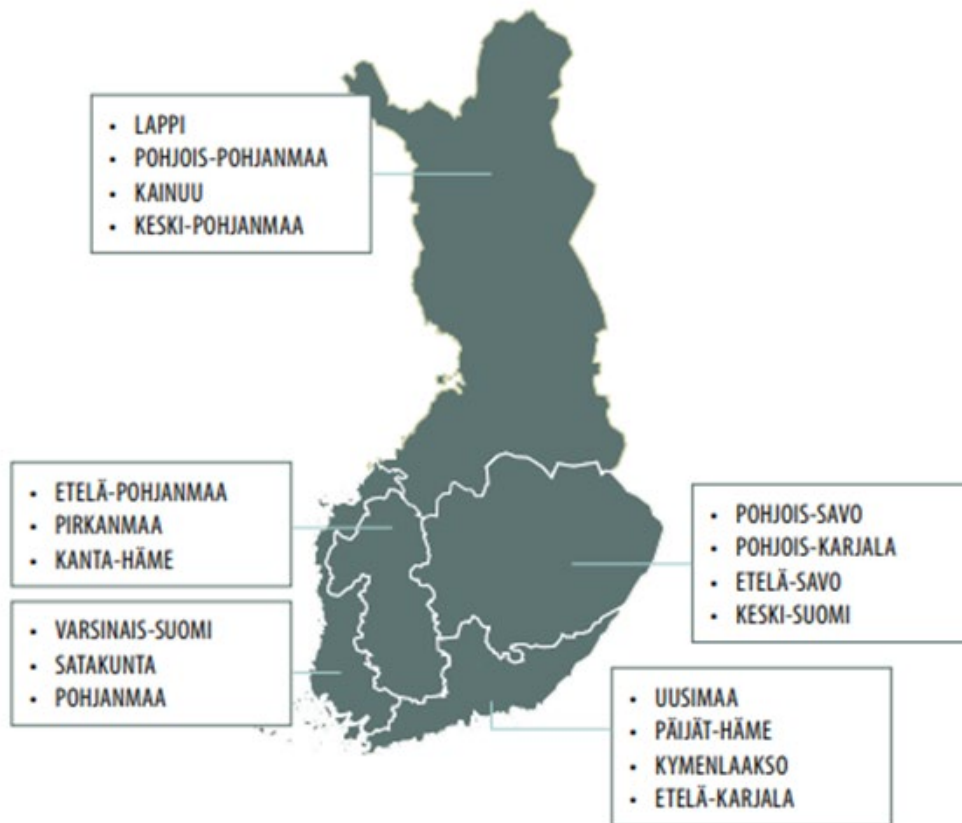 • LAPPI
• POHJOIS-POHJANMAA
• KAINUU
• KESKI-POHJANMAA
• ETELÄ-POHJANMAA
• PIRKANMAA
• KANTA-HÄME
• POHJOIS-SAVO
• POHJOIS-KARJALA
• ETELÄ-SAVO
• KESKI-SUOMI
• VARSINAIS-SUOMI
• SATAKUNTA
• POHJANMAA
• UUSIMAA
• PÄIJÄT-HÄME
• KYMENLAAKSO
• ETELÄ-KARJALA